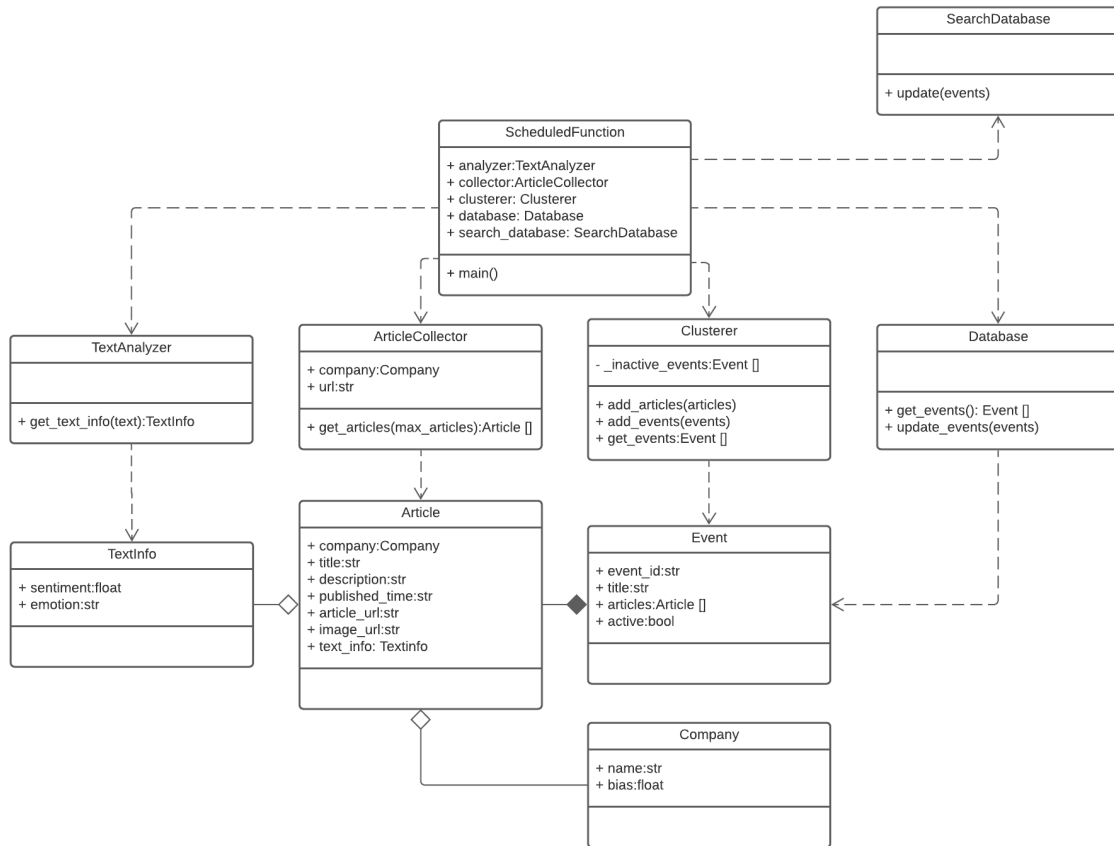 SearchDatabase
+ update(events)
ScheduledFunction
+ analyzer:TextAnalyzer
+ collector:ArticleCollector
+ clusterer: Clusterer
+ database: Database
+ search_database: SearchDatabase
+ main()
TextAnalyzer
+ get_text_info(text):TextInfo
ArticleCollector
+ company:Company
+ url:str
+ get_articles(max_articles):Article []
Clusterer
- _inactive_events:Event []
+ add_articles(articles)
+ add_events(events)
+ get_events:Event []
Database
+ get_events(): Event []
+ update_events(events)
TextInfo
+ sentiment:float
+ emotion:str
Article
+ company:Company
+ title:str
+ description:str
+ published_time:str
+ article_url:str
+ image_url:str
+ text_info: Textinfo
Event
+ event_id:str
+ title:str
+ articles:Article []
+ active:bool
Company
+ name:str
+ bias:float